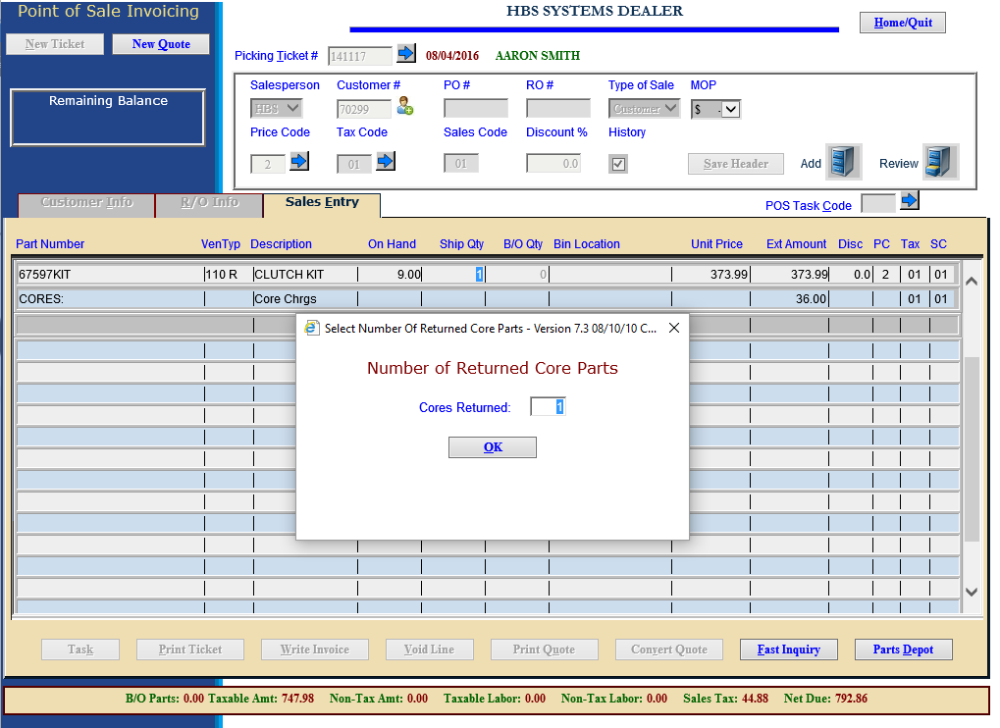 Point of Sale Invoicing
HBS SYSTEMS DEALER
Home/Quit
New Ticket New Quote
Picking Ticket # 141117 08/04/2016 AARON SMITH
Remaining Balance
Salesperson Customer # PO # RO # Type of Sale MOP
HBS 70299 Customer $ .
Price Code Tax Code Sales Code Discount % History
2 01 01 0.0 Save Header Add Review
Customer Info R/O Info Sales Entry
POS Task Code
Part Number VenTyp Description On Hand Ship Qty B/O Qty Bin Location Unit Price Ext Amount Disc PC Tax SC
67597KIT 110 R CLUTCH KIT 9.00 1 0 373.99 373.99 0.0 2 01 01
CORES: Core Chrgs 36.00 01 01
Select Number Of Returned Core Parts - Version 7.3 08/10/10 C...
Number of Returned Core Parts
Cores Returned: 1
OK
Task Print Ticket Write Invoice Void Line Print Quote Convert Quote Fast Inquiry Parts Depot
B/O Parts: 0.00 Taxable Amt: 747.98 Non-Tax Amt: 0.00 Taxable Labor: 0.00 Non-Tax Labor: 0.00 Sales Tax: 44.88 Net Due: 792.86